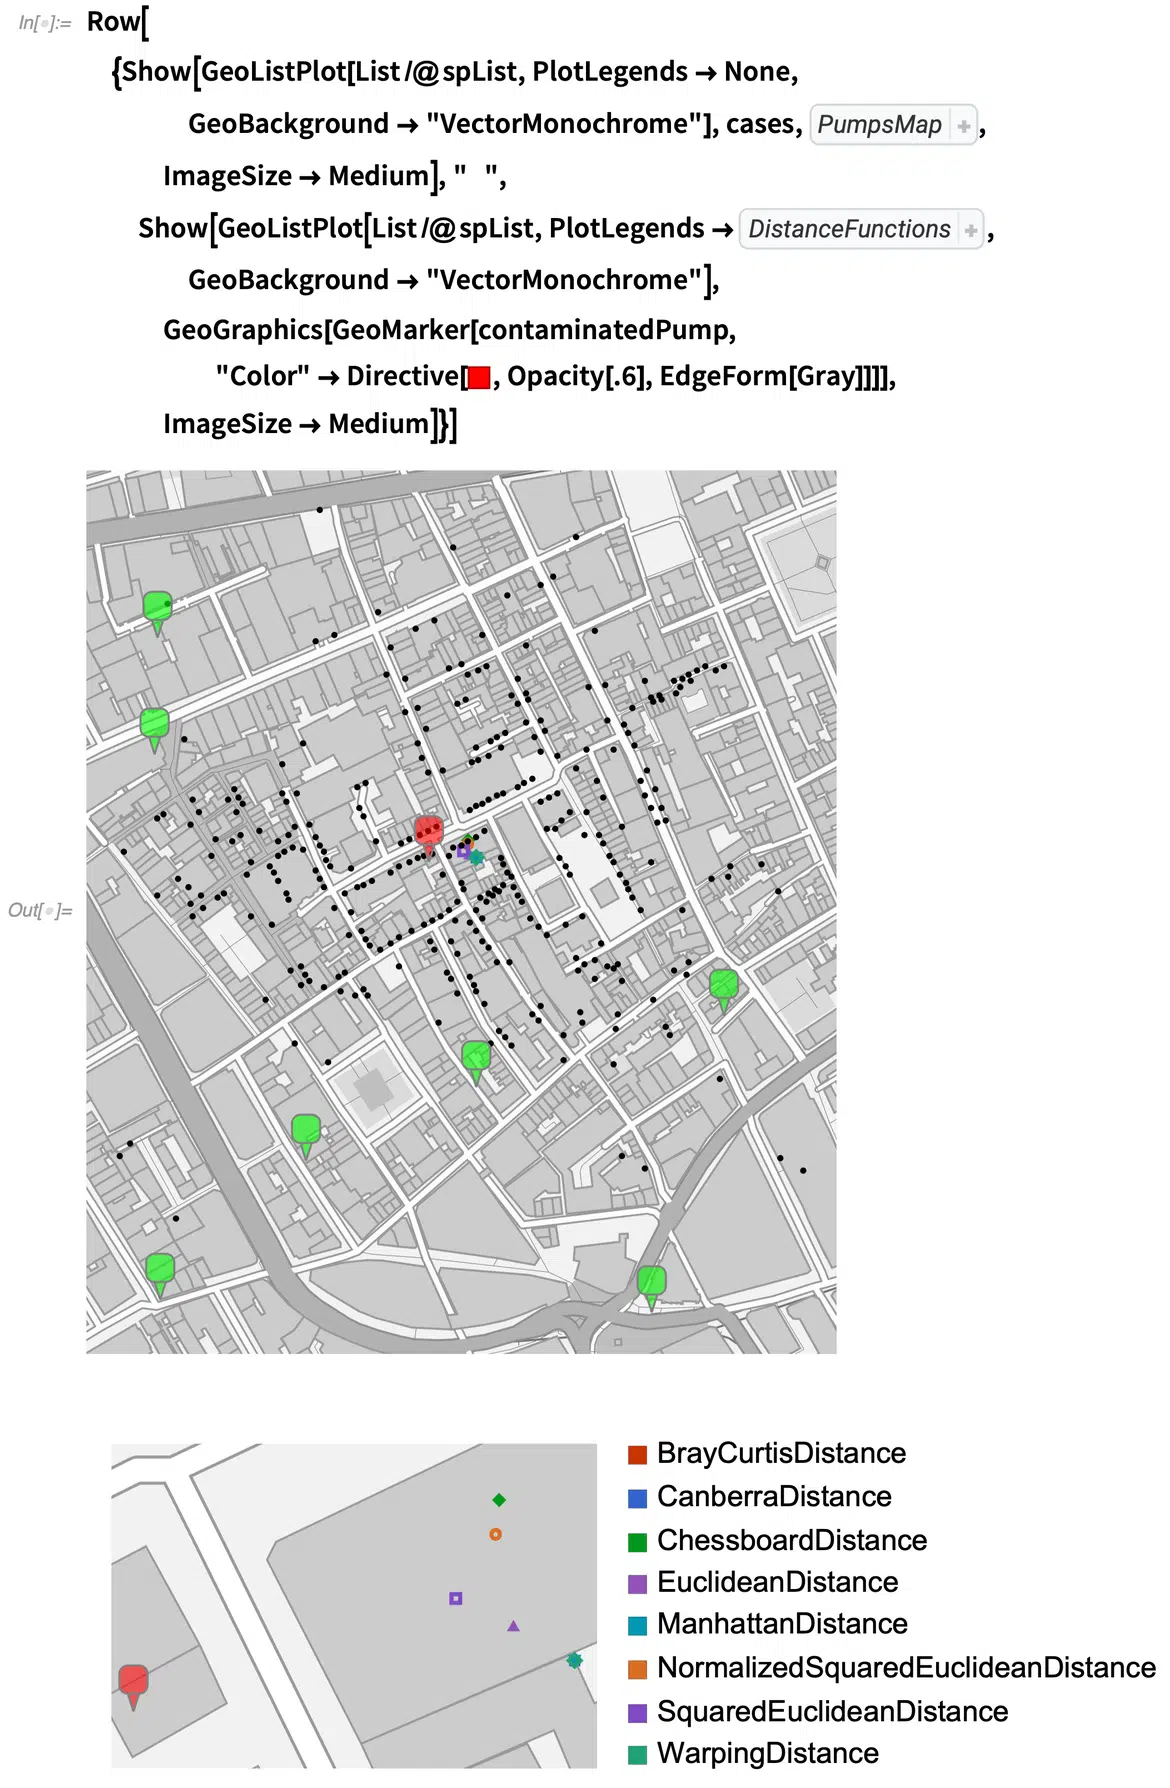 In[•]:= Row[
{Show[GeoListPlot[List /@ spList, PlotLegends → None,
GeoBackground → "VectorMonochrome"], cases, PumpsMap +,
ImageSize → Medium], "  ",
Show[GeoListPlot[List /@ spList, PlotLegends → DistanceFunctions +,
GeoBackground → "VectorMonochrome"],
GeoGraphics[GeoMarker[contaminatedPump,
"Color" → Directive[■, Opacity[.6], EdgeForm[Gray]]]],
ImageSize → Medium]}]
Out[•]=
BrayCurtisDistance
CanberraDistance
ChessboardDistance
EuclideanDistance
ManhattanDistance
NormalizedSquaredEuclideanDistance
SquaredEuclideanDistance
WarpingDistance